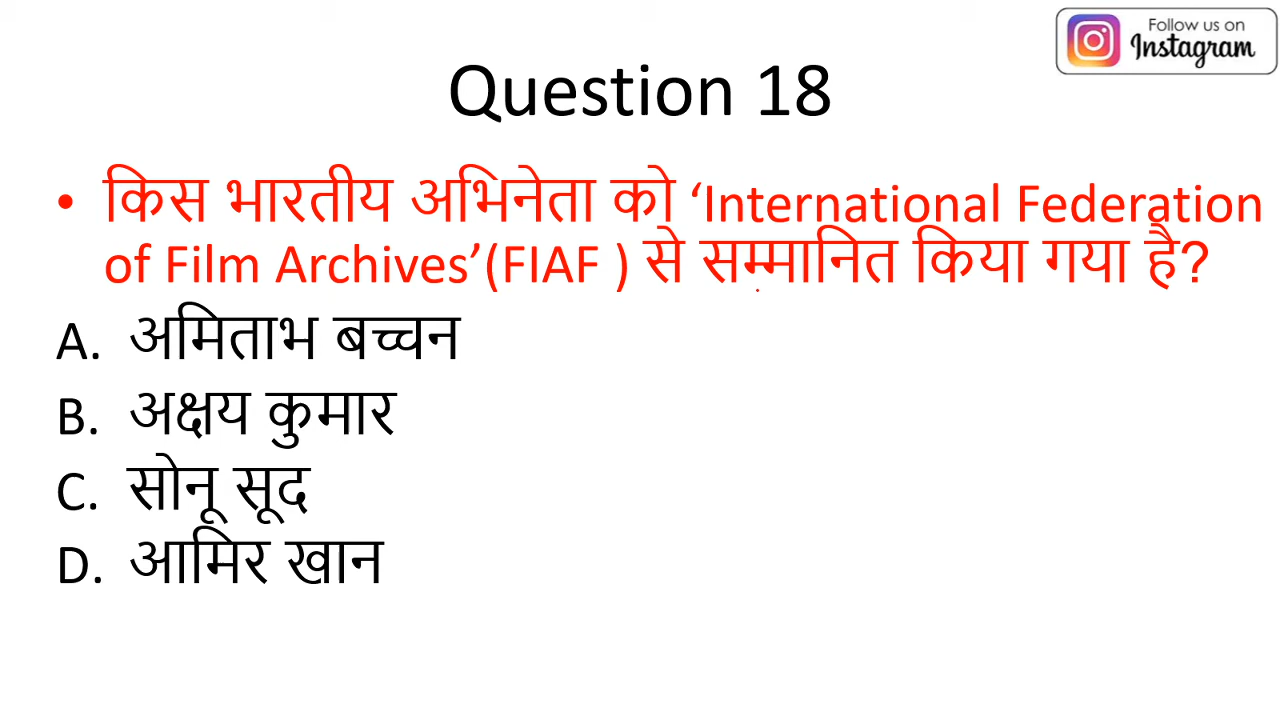 Follow us on
Instagram
Question 18
• किस भारतीय अभिनेता को ‘International Federation
of Film Archives’(FIAF ) से सम्मानित किया गया है?
A. अमिताभ बच्चन
B. अक्षय कुमार
C. सोनू सूद
D. आमिर खान